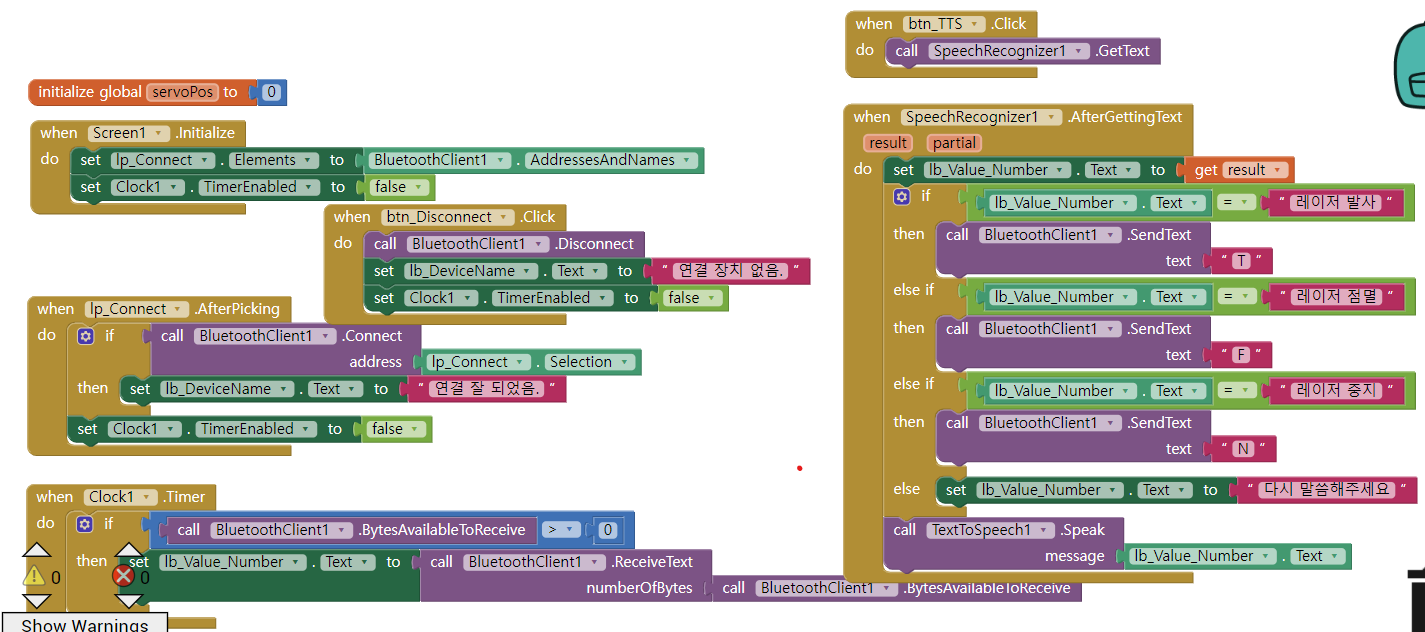 initialize global servoPos to 0
when Screen1 .Initialize
do set lp_Connect . Elements to BluetoothClient1 . AddressesAndNames
set Clock1 . TimerEnabled to false
when btn_Disconnect .Click
do call BluetoothClient1 .Disconnect
set lb_DeviceName . Text to " 연결 장치 없음. "
set Clock1 . TimerEnabled to false
when lp_Connect .AfterPicking
do if call BluetoothClient1 .Connect
address lp_Connect . Selection
then set lb_DeviceName . Text to " 연결 잘 되었음. "
set Clock1 . TimerEnabled to false
when Clock1 .Timer
do if call BluetoothClient1 .BytesAvailableToReceive > 0
then set lb_Value_Number . Text to call BluetoothClient1 .ReceiveText
numberOfBytes call BluetoothClient1 .BytesAvailableToReceive
0 0
Show Warnings
when btn_TTS .Click
do call SpeechRecognizer1 .GetText
when SpeechRecognizer1 .AfterGettingText
result partial
do set lb_Value_Number . Text to get result
if lb_Value_Number . Text = " 레이저 발사 "
then call BluetoothClient1 .SendText
text " T "
else if lb_Value_Number . Text = " 레이저 점멸 "
then call BluetoothClient1 .SendText
text " F "
else if lb_Value_Number . Text = " 레이저 중지 "
then call BluetoothClient1 .SendText
text " N "
else set lb_Value_Number . Text to " 다시 말씀해주세요 "
call TextToSpeech1 .Speak
message lb_Value_Number . Text